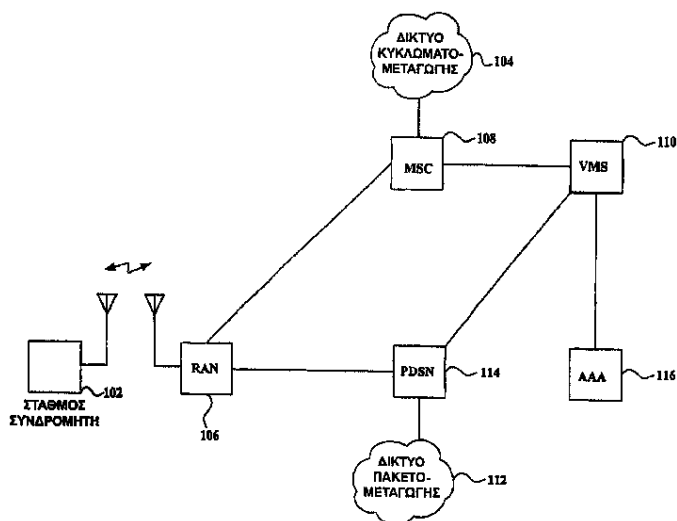 ΔΙΚΤΥΟ
ΚΥΚΛΩΜΑΤΟ-
ΜΕΤΑΓΩΓΗΣ
104
108
MSC
110
VMS
RAN
106
102
ΣΤΑΘΜΟΣ
ΣΥΝΔΡΟΜΗΤΗ
PDSN
114
AAA
116
ΔΙΚΤΥΟ
ΠΑΚΕΤΟ-
ΜΕΤΑΓΩΓΗΣ
112